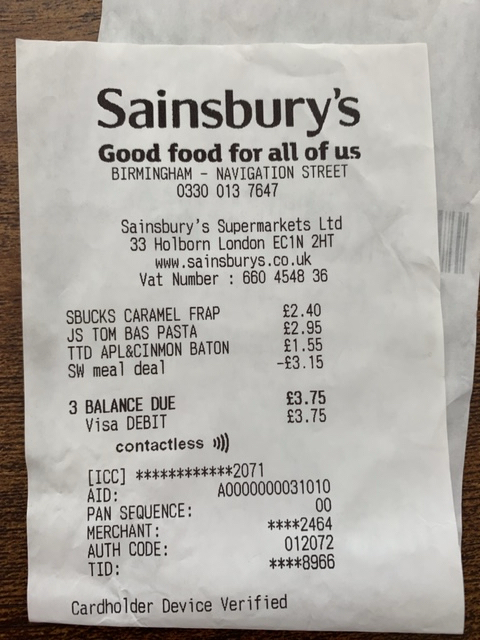 Sainsbury's
Good food for all of us
BIRMINGHAM - NAVIGATION STREET
0330 013 7647
Sainsbury's Supermarkets Ltd
33 Holborn London EC1N 2HT
www.sainsburys.co.uk
Vat Number : 660 4548 36
SBUCKS CARAMEL FRAP £2.40
JS TOM BAS PASTA £2.95
TTD APL&CINMON BATON £1.55
SW meal deal -£3.15
3 BALANCE DUE £3.75
Visa DEBIT £3.75
contactless
[ICC] ************2071
AID: A0000000031010
PAN SEQUENCE: 00
MERCHANT: ****2464
AUTH CODE: 012072
TID: ****8966
Cardholder Device Verified